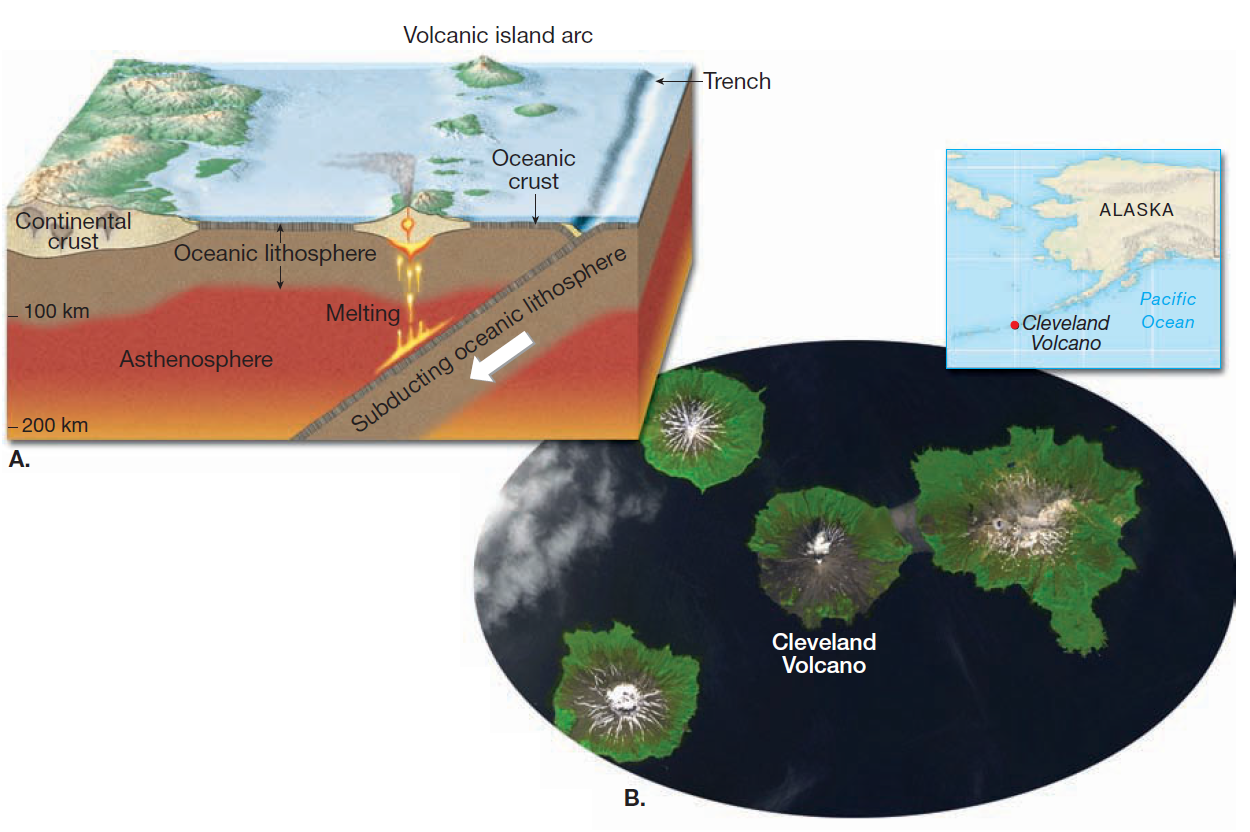 Volcanic island arc
Trench
Oceanic
crust
Continental
crust
Oceanic lithosphere
Subducting oceanic lithosphere
100 km
Melting
Asthenosphere
200 km
A.
ALASKA
Pacific
Ocean
Cleveland
Volcano
Cleveland
Volcano
B.